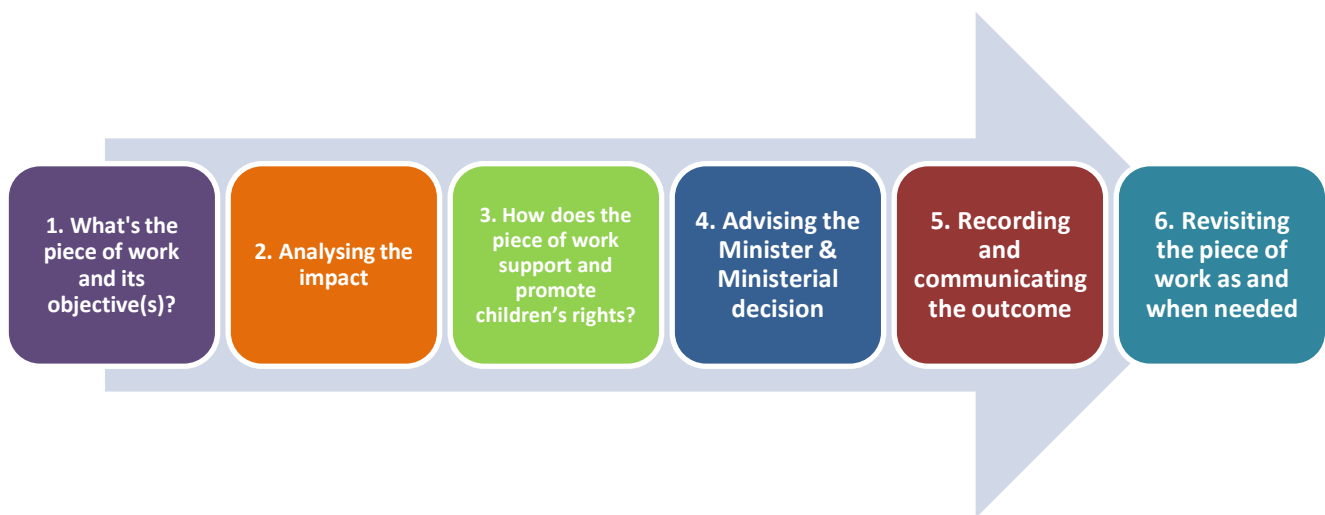 1. What's the
piece of work
and its
objective(s)?
2. Analysing the
impact
3. How does the
piece of work
support and
promote
children’s rights?
4. Advising the
Minister &
Ministerial
decision
5. Recording
and
communicating
the outcome
6. Revisiting
the piece of
work as and
when needed